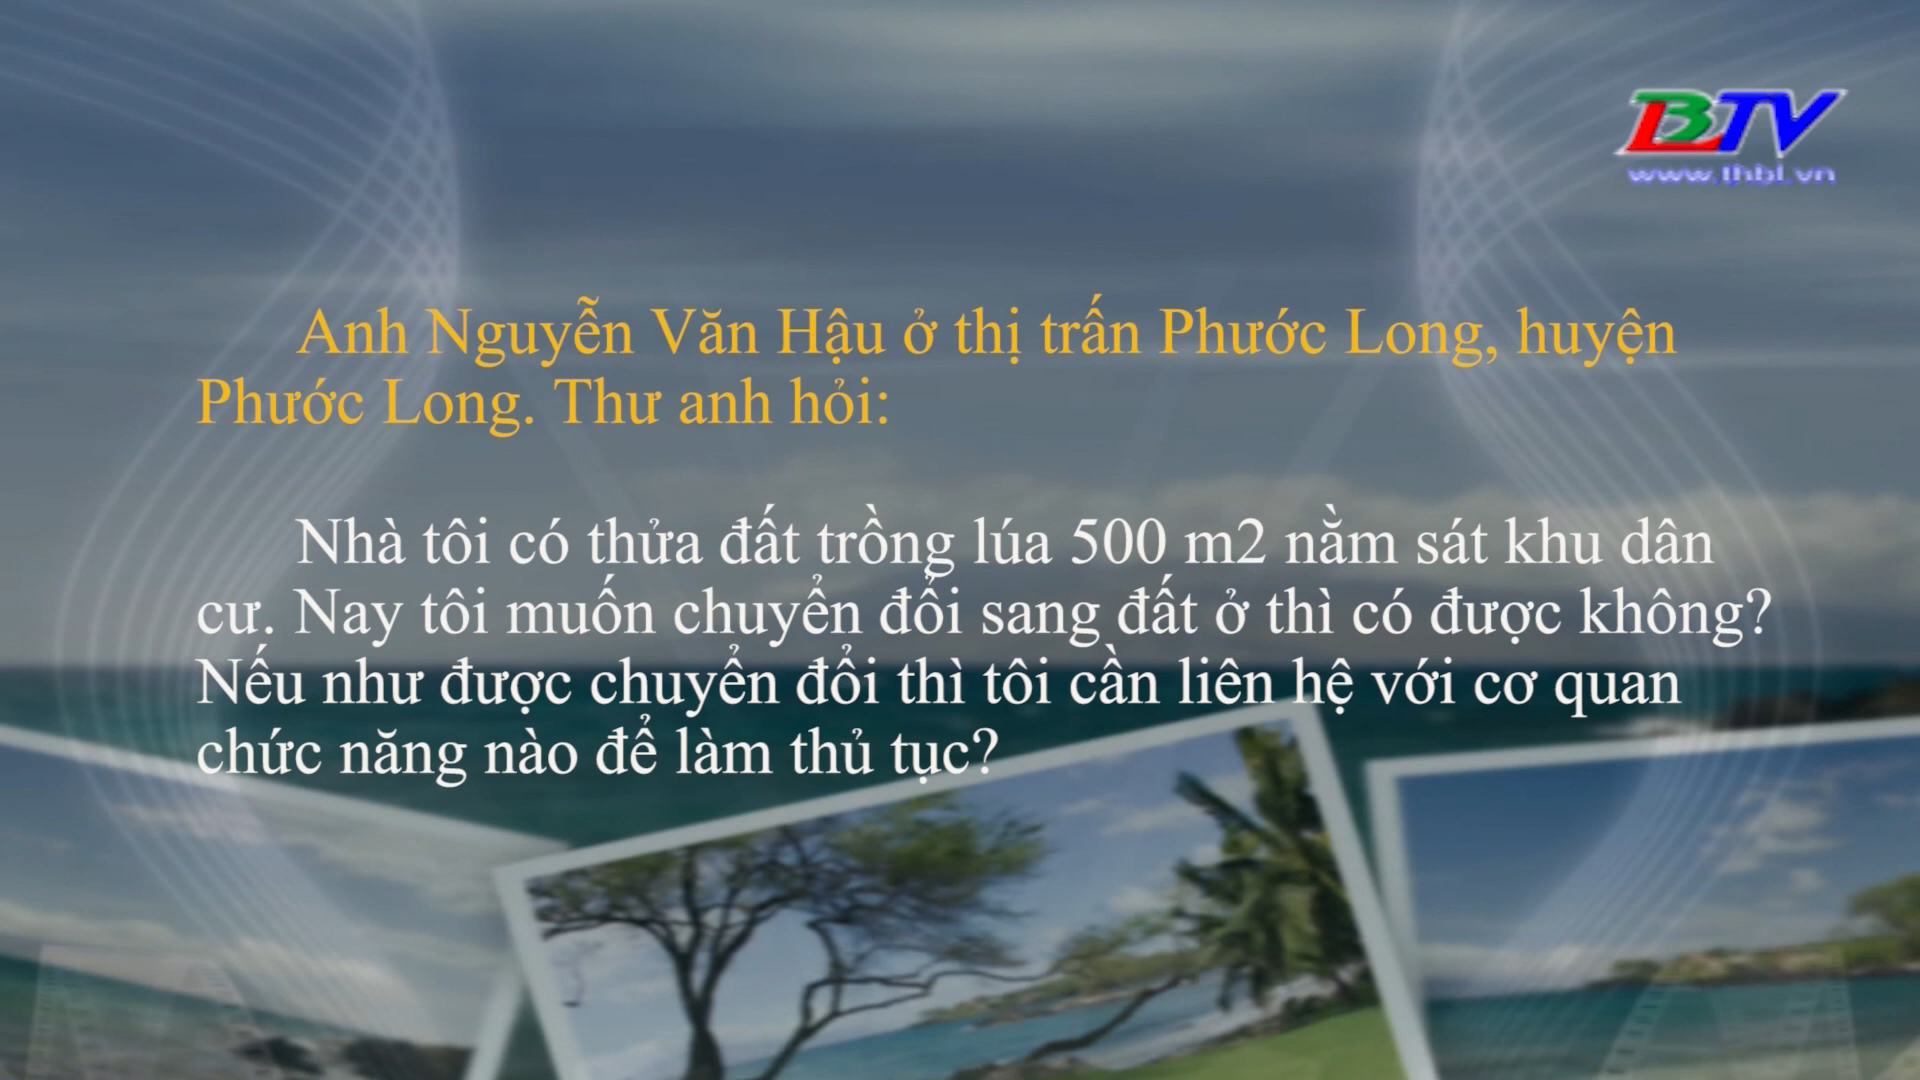 BTV
www.thbl.vn
Anh Nguyễn Văn Hậu ở thị trấn Phước Long, huyện
Phước Long. Thư anh hỏi:
Nhà tôi có thửa đất trồng lúa 500 m2 nằm sát khu dân
cư. Nay tôi muốn chuyển đổi sang đất ở thì có được không?
Nếu như được chuyển đổi thì tôi cần liên hệ với cơ quan
chức năng nào để làm thủ tục?